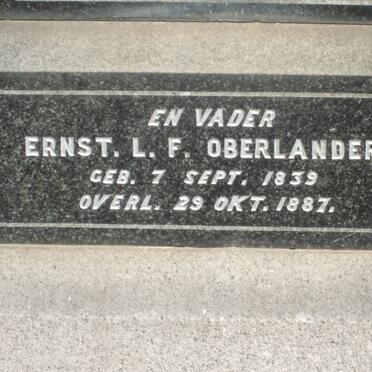 EN VADER
ERNST. L. F. OBERLANDER
GEB. 7 SEPT. 1839
OVERL. 29 OKT. 1887.